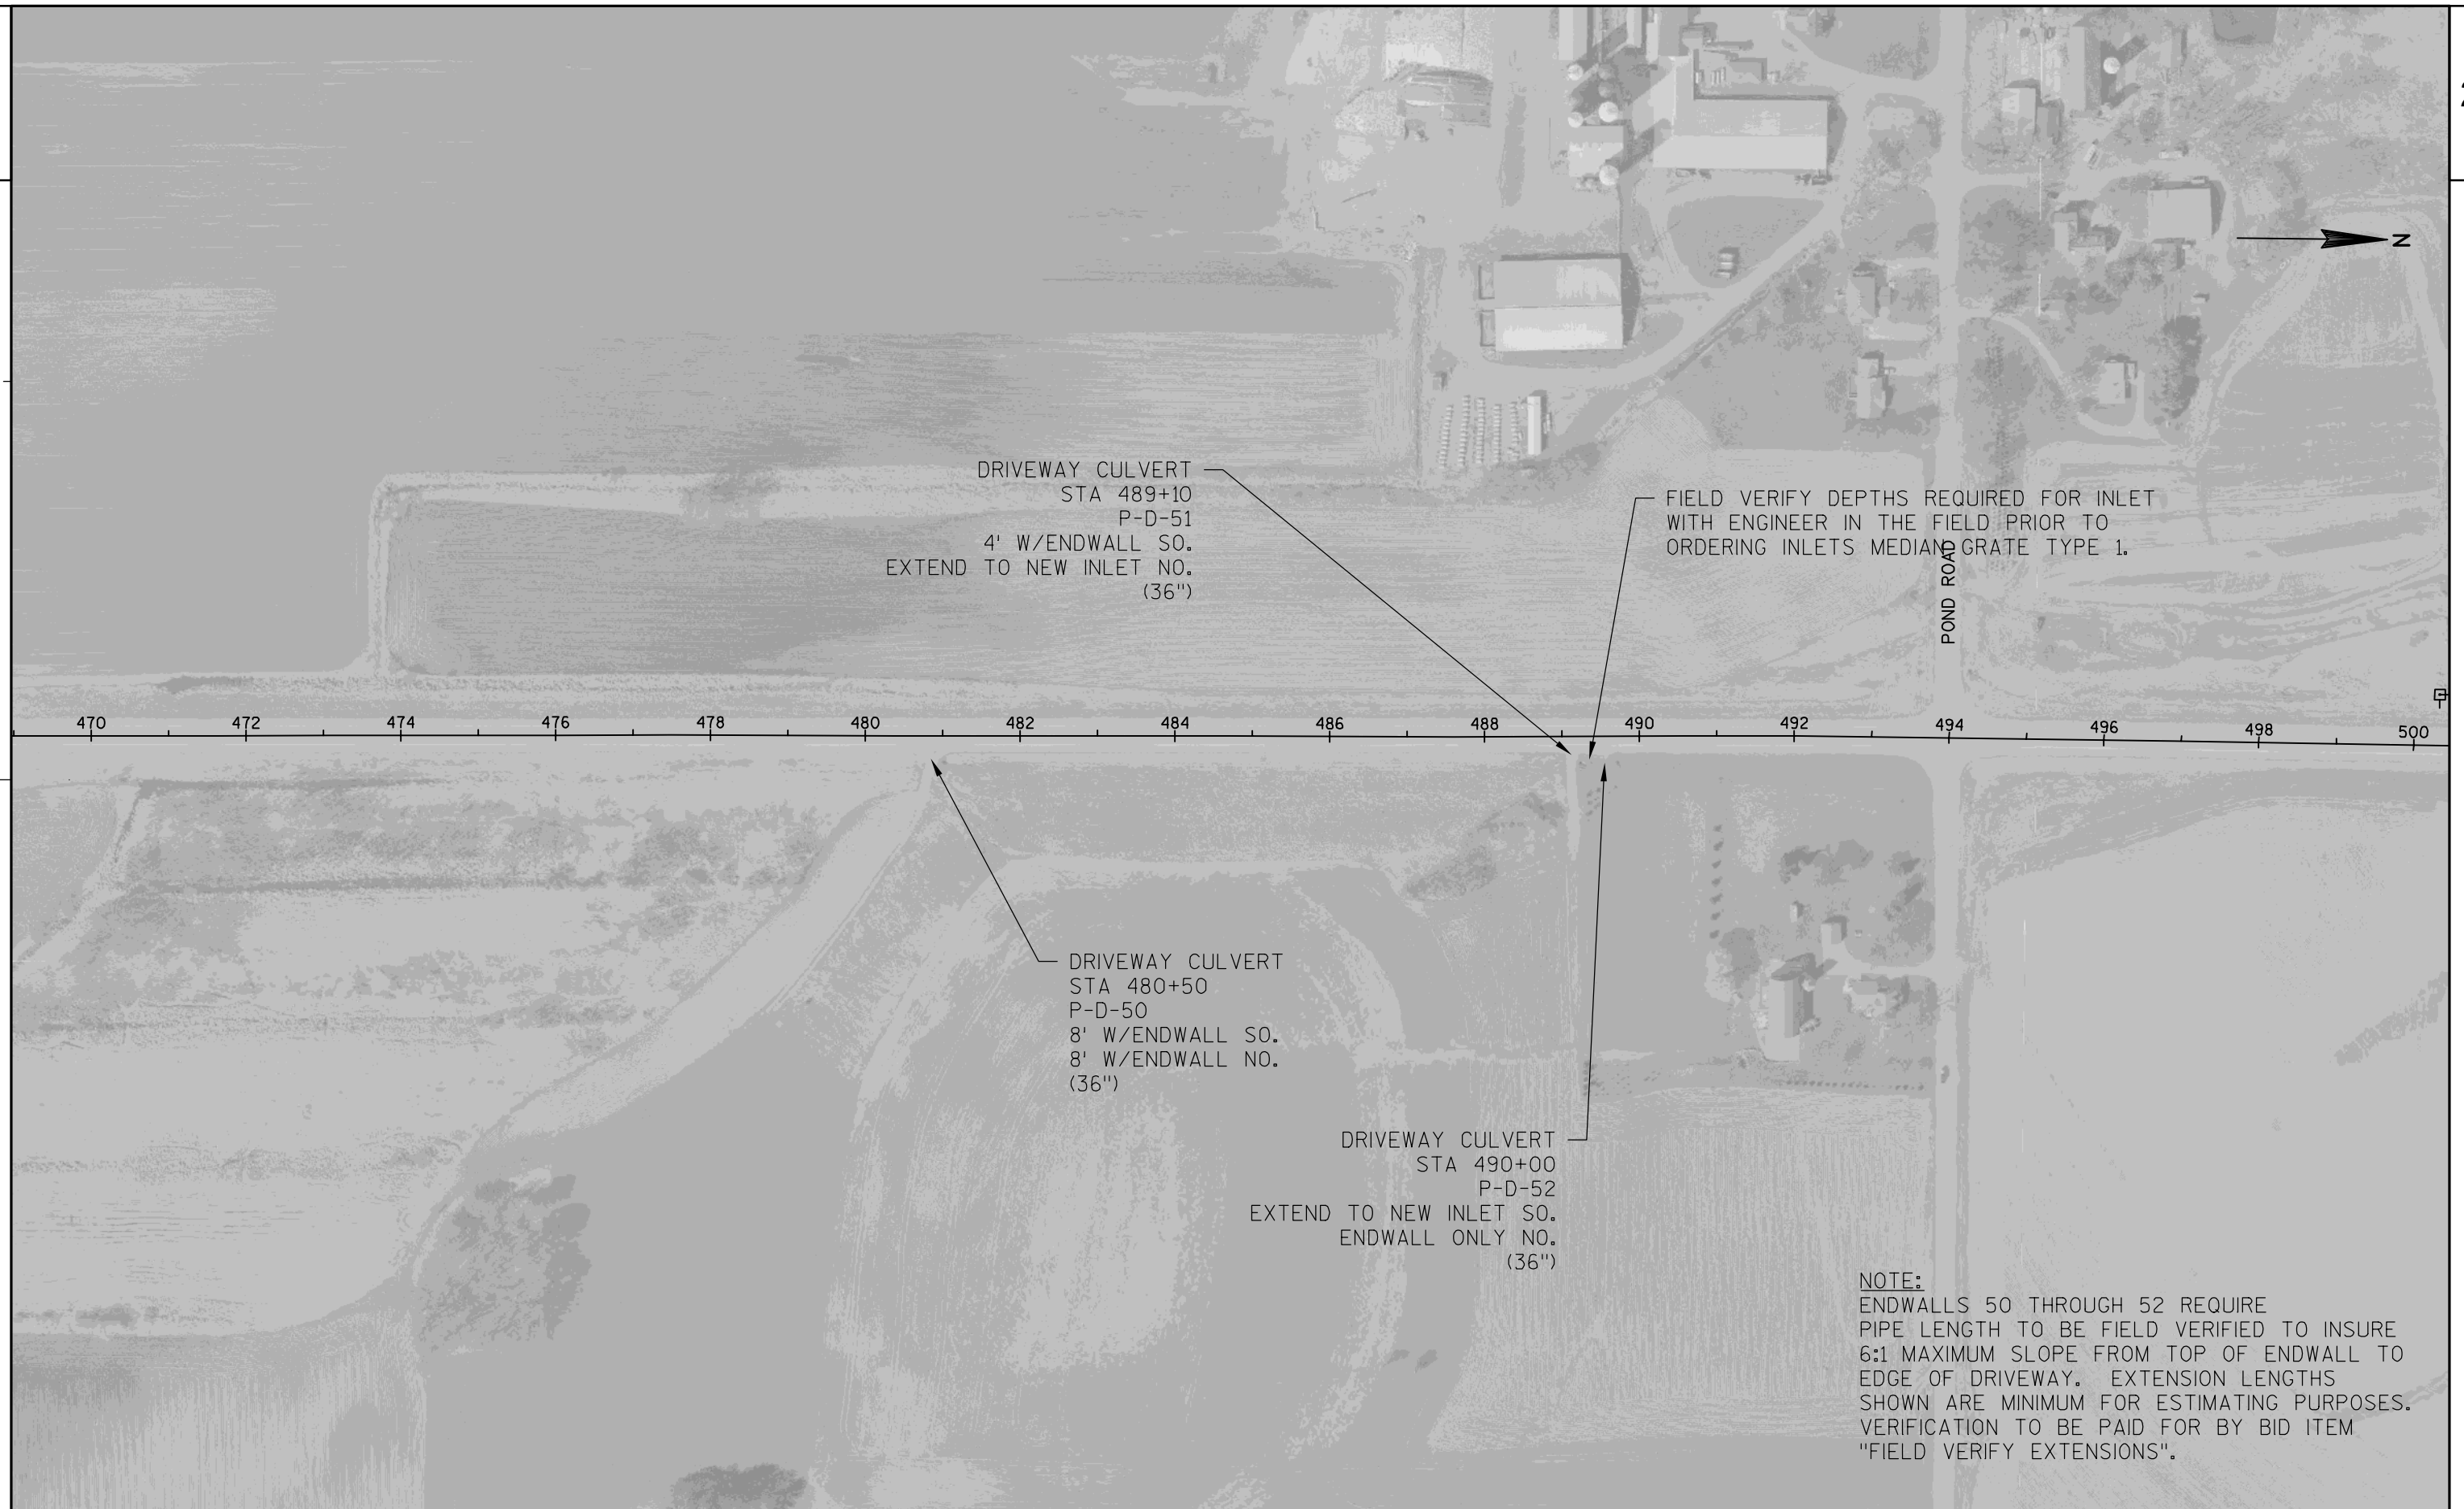 N
DRIVEWAY CULVERT
STA 489+10
P-D-51
4' W/ENDWALL SO.
EXTEND TO NEW INLET NO.
(36")
FIELD VERIFY DEPTHS REQUIRED FOR INLET
WITH ENGINEER IN THE FIELD PRIOR TO
ORDERING INLETS MEDIAN GRATE TYPE 1.
POND ROAD
470 472 474 476 478 480 482 484 486 488 490 492 494 496 498 500
DRIVEWAY CULVERT
STA 480+50
P-D-50
8' W/ENDWALL SO.
8' W/ENDWALL NO.
(36")
DRIVEWAY CULVERT
STA 490+00
P-D-52
EXTEND TO NEW INLET SO.
ENDWALL ONLY NO.
(36")
NOTE:
ENDWALLS 50 THROUGH 52 REQUIRE
PIPE LENGTH TO BE FIELD VERIFIED TO INSURE
6:1 MAXIMUM SLOPE FROM TOP OF ENDWALL TO
EDGE OF DRIVEWAY. EXTENSION LENGTHS
SHOWN ARE MINIMUM FOR ESTIMATING PURPOSES.
VERIFICATION TO BE PAID FOR BY BID ITEM
"FIELD VERIFY EXTENSIONS".